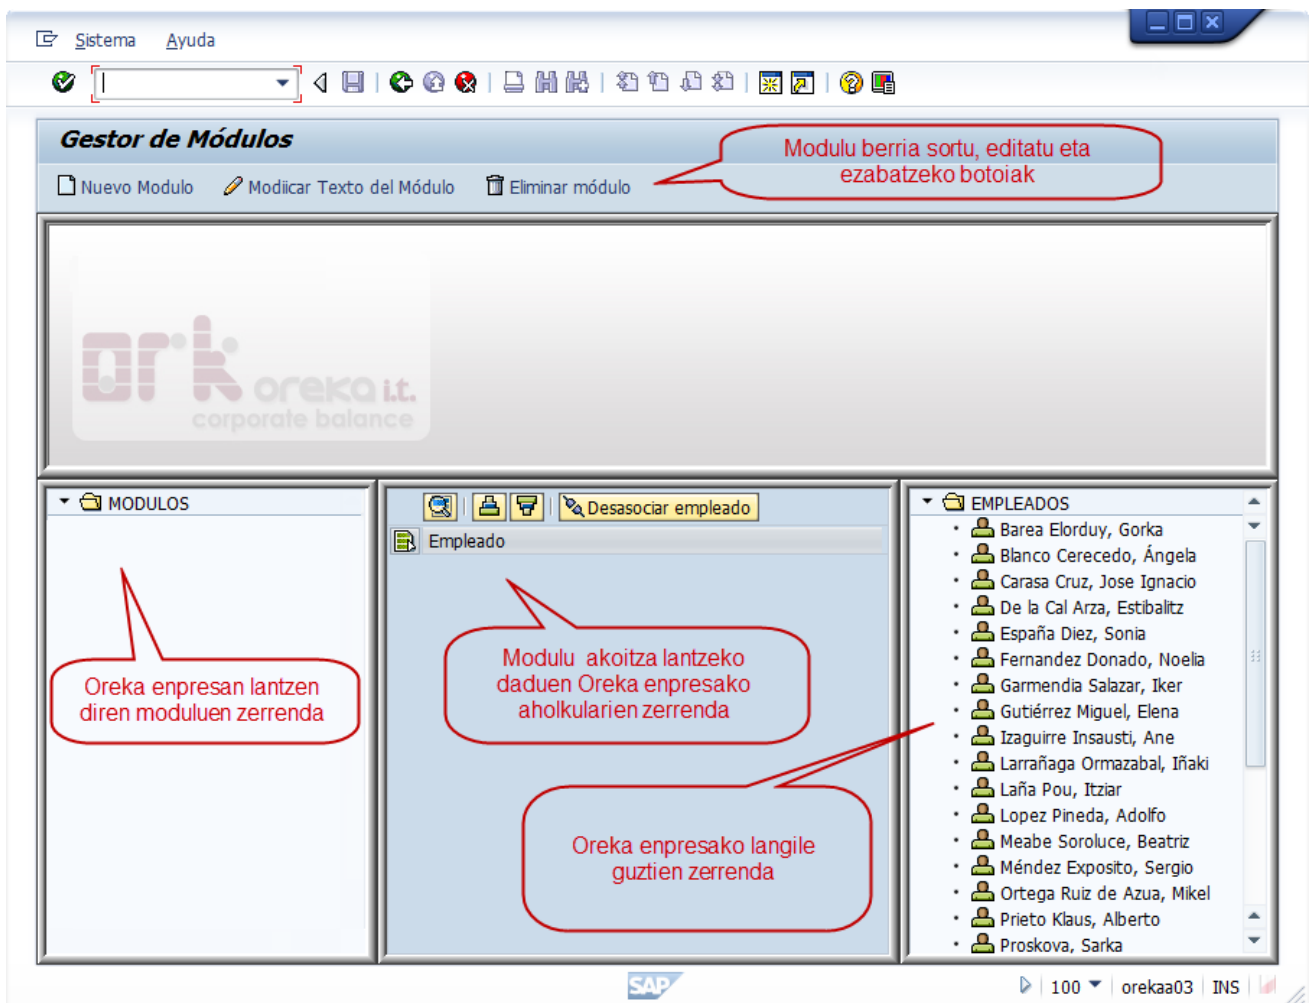 Sistema Ayuda
Gestor de Módulos
Modulu berria sortu, editatu eta
ezabatzeko botoiak
Nuevo Modulo Modiicar Texto del Módulo Eliminar módulo
ork oreka i.t.
corporate balance
MODULOS
Oreka enpresan lantzen
diren moduluen zerrenda
Desasociar empleado
Empleado
Modulu akoitza lantzeko
daduen Oreka enpresako
aholkularien zerrenda
Oreka enpresako langile
guztien zerrenda
EMPLEADOS
Barea Elorduy, Gorka
Blanco Cerecedo, Ángela
Carasa Cruz, Jose Ignacio
De la Cal Arza, Estibalitz
España Diez, Sonia
Fernandez Donado, Noelia
Garmendia Salazar, Iker
Gutiérrez Miguel, Elena
Izaguirre Insausti, Ane
Larrañaga Ormazabal, Iñaki
Laña Pou, Itziar
Lopez Pineda, Adolfo
Meabe Soroluce, Beatriz
Méndez Exposito, Sergio
Ortega Ruiz de Azua, Mikel
Prieto Klaus, Alberto
Proskova, Sarka
SAP
100 orekaa03 INS